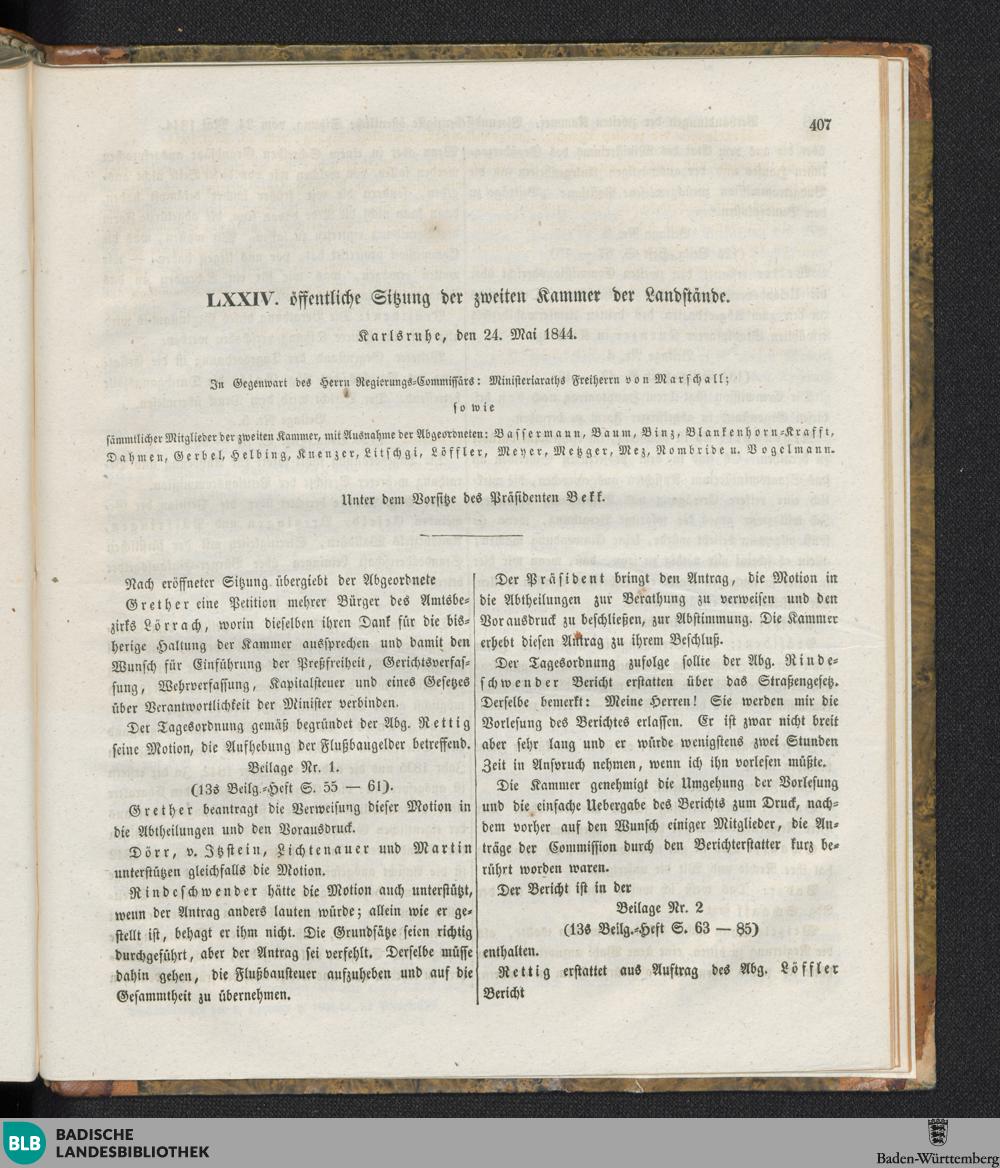 407
LXXIV. öffentliche Sitzung der zweiten Kammer der Landstände.
Karlsruhe, den 24. Mai 1844.
In Gegenwart des Herrn Regierungs-Commissärs: Ministerialraths Freiherrn von Marschall;
sowie
sämmtlicher Mitglieder der zweiten Kammer, mit Ausnahme der Abgeordneten: Bassermann, Baum, Binz, Blankenhorn-Krafft,
Dahmen, Gerbel, Helbing, Knenzer, Litschgi, Löffler, Meyer, Metzger, Mez, Rombride u. Vogelmann.
Unter dem Vorsitze des Präsidenten Bekk.
Nach eröffneter Sitzung übergiebt der Abgeordnete
Grether eine Petition mehrer Bürger des Amtsbe-
zirks Lörrach, worin dieselben ihren Dank für die bis-
herige Haltung der Kammer aussprechen und damit den
Wunsch für Einführung der Preßfreiheit, Gerichtsverfas-
sung, Wehrverfassung, Kapitalsteuer und eines Gesetzes
über Verantwortlichkeit der Minister verbinden.
Der Tagesordnung gemäß begründet der Abg. Rettig
seine Motion, die Aufhebung der Flußbaugelder betreffend.
Beilage Nr. 1.
(13s Beilg.-Heft S. 55 — 61).
Grether beantragt die Verweisung dieser Motion in
die Abtheilungen und den Vorausdruck.
Dörr, v. Itzstein, Lichtenauer und Martin
unterstützen gleichfalls die Motion.
Rindeschwender hätte die Motion auch unterstützt,
wenn der Antrag anders lauten würde; allein wie er ge-
stellt ist, behagt er ihm nicht. Die Grundsätze seien richtig
durchgeführt, aber der Antrag sei verfehlt. Derselbe müsse
dahin gehen, die Flußbausteuer aufzuheben und auf die
Gesammtheit zu übernehmen.
Der Präsident bringt den Antrag, die Motion in
die Abtheilungen zur Berathung zu verweisen und den
Vorausdruck zu beschließen, zur Abstimmung. Die Kammer
erhebt diesen Antrag zu ihrem Beschluß.
Der Tagesordnung zufolge sollte der Abg. Rinde-
schwender Bericht erstatten über das Straßengesetz.
Derselbe bemerkt: Meine Herren! Sie werden mir die
Vorlesung des Berichtes erlassen. Er ist zwar nicht breit
aber sehr lang und er würde wenigstens zwei Stunden
Zeit in Anspruch nehmen, wenn ich ihn vorlesen müßte.
Die Kammer genehmigt die Umgehung der Vorlesung
und die einfache Uebergabe des Berichts zum Druck, nach-
dem vorher auf den Wunsch einiger Mitglieder, die An-
träge der Commission durch den Berichterstatter kurz be-
rührt worden waren.
Der Bericht ist in der
Beilage Nr. 2
(13s Beilg.-Heft S. 63 — 85)
enthalten.
Rettig erstattet aus Auftrag des Abg. Löffler
Bericht
BLB BADISCHE
LANDESBIBLIOTHEK
Baden-Württemberg